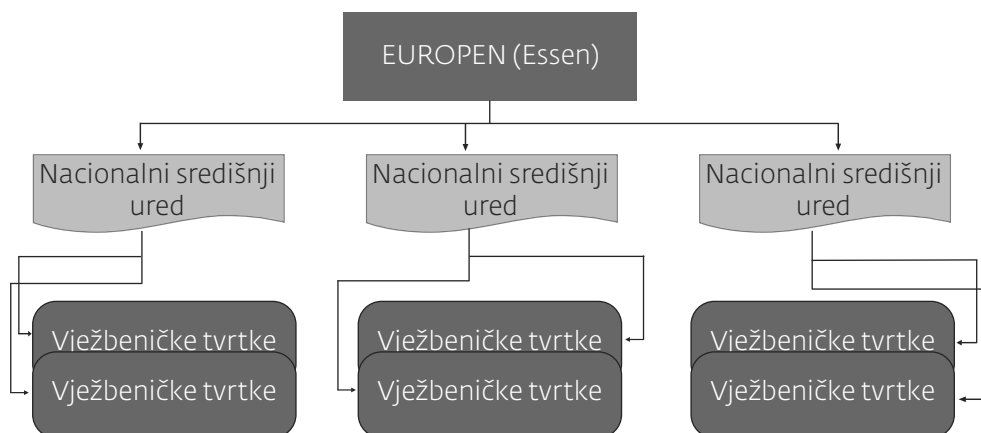 EUROPEN (Essen)
Nacionalni središnji
ured
Nacionalni središnji
ured
Nacionalni središnji
ured
Vježbeničke tvrtke
Vježbeničke tvrtke
Vježbeničke tvrtke
Vježbeničke tvrtke
Vježbeničke tvrtke
Vježbeničke tvrtke